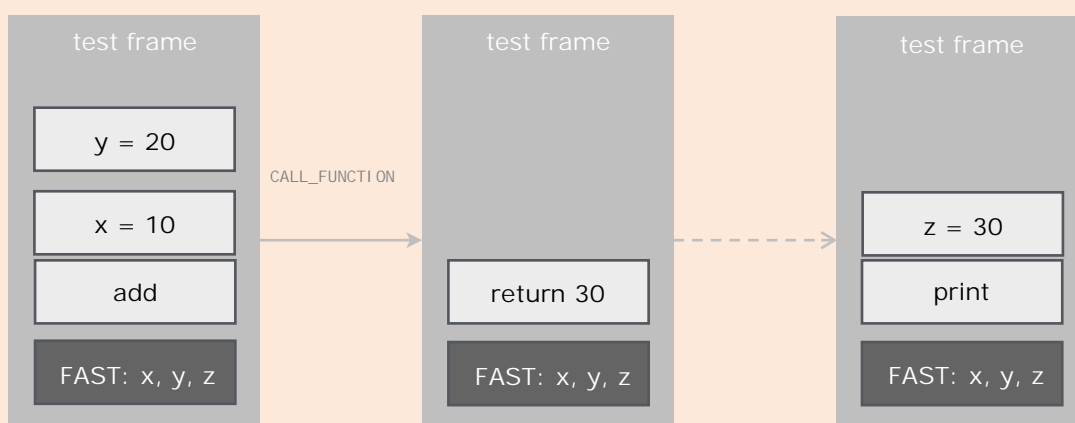 test frame
y = 20
x = 10
add
FAST: x, y, z
CALL_FUNCTION
test frame
return 30
FAST: x, y, z
test frame
z = 30
print
FAST: x, y, z